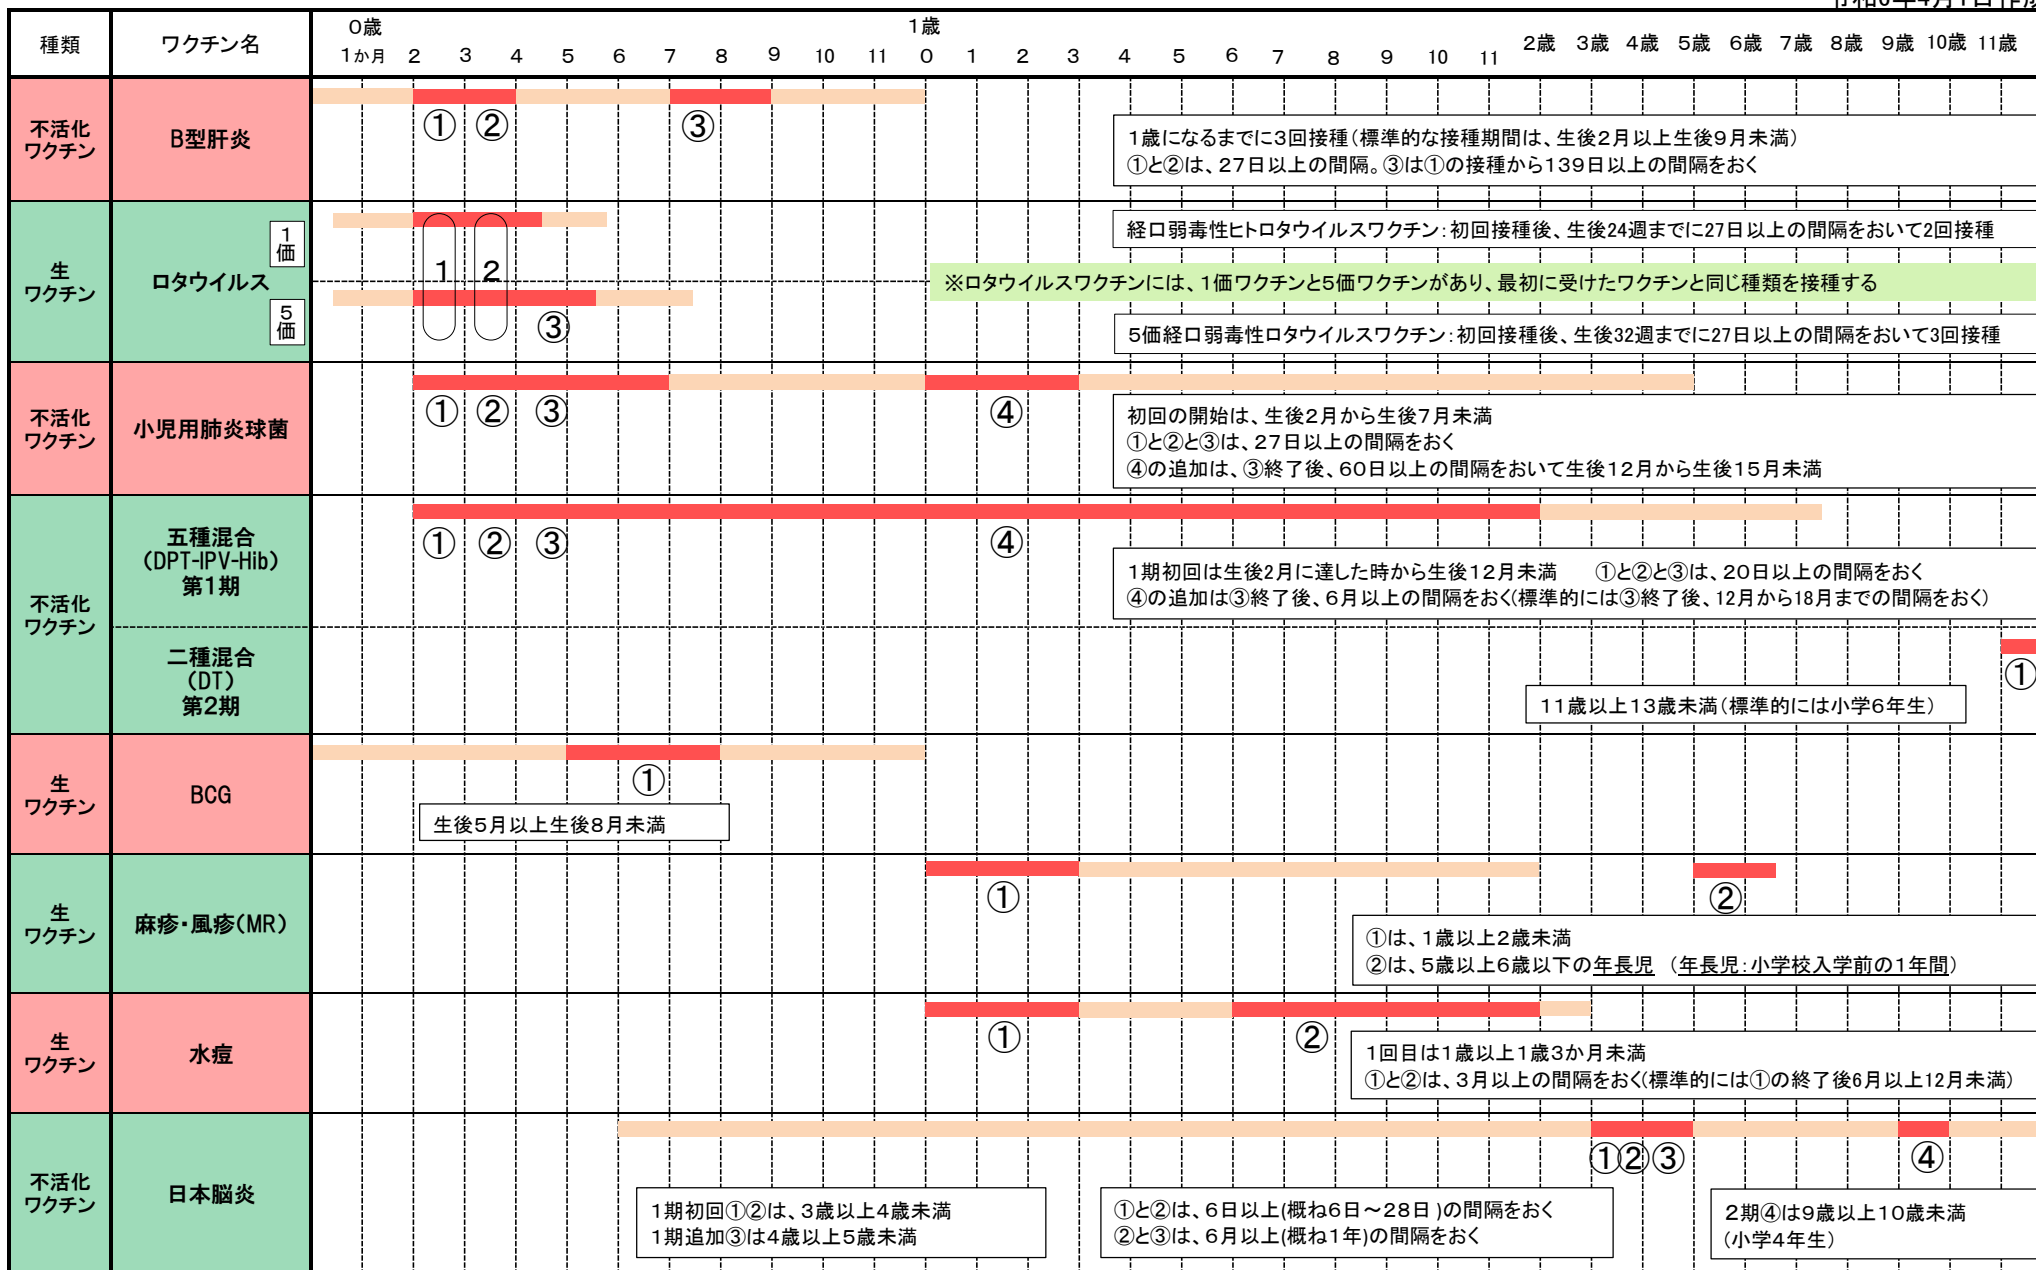 種類
ワクチン名
0歳
1歳
1か月 2 3 4 5 6 7 8 9 10 11 0 1 2 3 4 5 6 7 8 9 10 11 2歳 3歳 4歳 5歳 6歳 7歳 8歳 9歳 10歳 11歳
不活化
ワクチン
B型肝炎
① ② ③
1歳になるまでに3回接種(標準的な接種期間は、生後2月以上生後9月未満)
①と②は、27日以上の間隔。③は①の接種から139日以上の間隔をおく
生
ワクチン
ロタウイルス
1
価
5
価
1 2
③
経口弱毒性ヒトロタウイルスワクチン:初回接種後、生後24週までに27日以上の間隔をおいて2回接種
※ロタウイルスワクチンには、1価ワクチンと5価ワクチンがあり、最初に受けたワクチンと同じ種類を接種する
5価経口弱毒性ロタウイルスワクチン:初回接種後、生後32週までに27日以上の間隔をおいて3回接種
不活化
ワクチン
小児用肺炎球菌
① ② ③ ④
初回の開始は、生後2月から生後7月未満
①と②と③は、27日以上の間隔をおく
④の追加は、③終了後、60日以上の間隔をおいて生後12月から生後15月未満
不活化
ワクチン
五種混合
(DPT-IPV-Hib)
第1期
① ② ③ ④
1期初回は生後2月に達した時から生後12月未満 ①と②と③は、20日以上の間隔をおく
④の追加は③終了後、6月以上の間隔をおく(標準的には③終了後、12月から18月までの間隔をおく)
二種混合
(DT)
第2期
①
11歳以上13歳未満(標準的には小学6年生)
生
ワクチン
BCG
①
生後5月以上生後8月未満
生
ワクチン
麻疹・風疹(MR)
① ②
①は、1歳以上2歳未満
②は、5歳以上6歳以下の年長児 (年長児:小学校入学前の1年間)
生
ワクチン
水痘
① ②
1回目は1歳以上1歳3か月未満
①と②は、3月以上の間隔をおく(標準的には①の終了後6月以上12月未満)
不活化
ワクチン
日本脳炎
①②③ ④
1期初回①②は、3歳以上4歳未満
1期追加③は4歳以上5歳未満
①と②は、6日以上(概ね6日~28日)の間隔をおく
②と③は、6月以上(概ね1年)の間隔をおく
2期④は9歳以上10歳未満
(小学4年生)